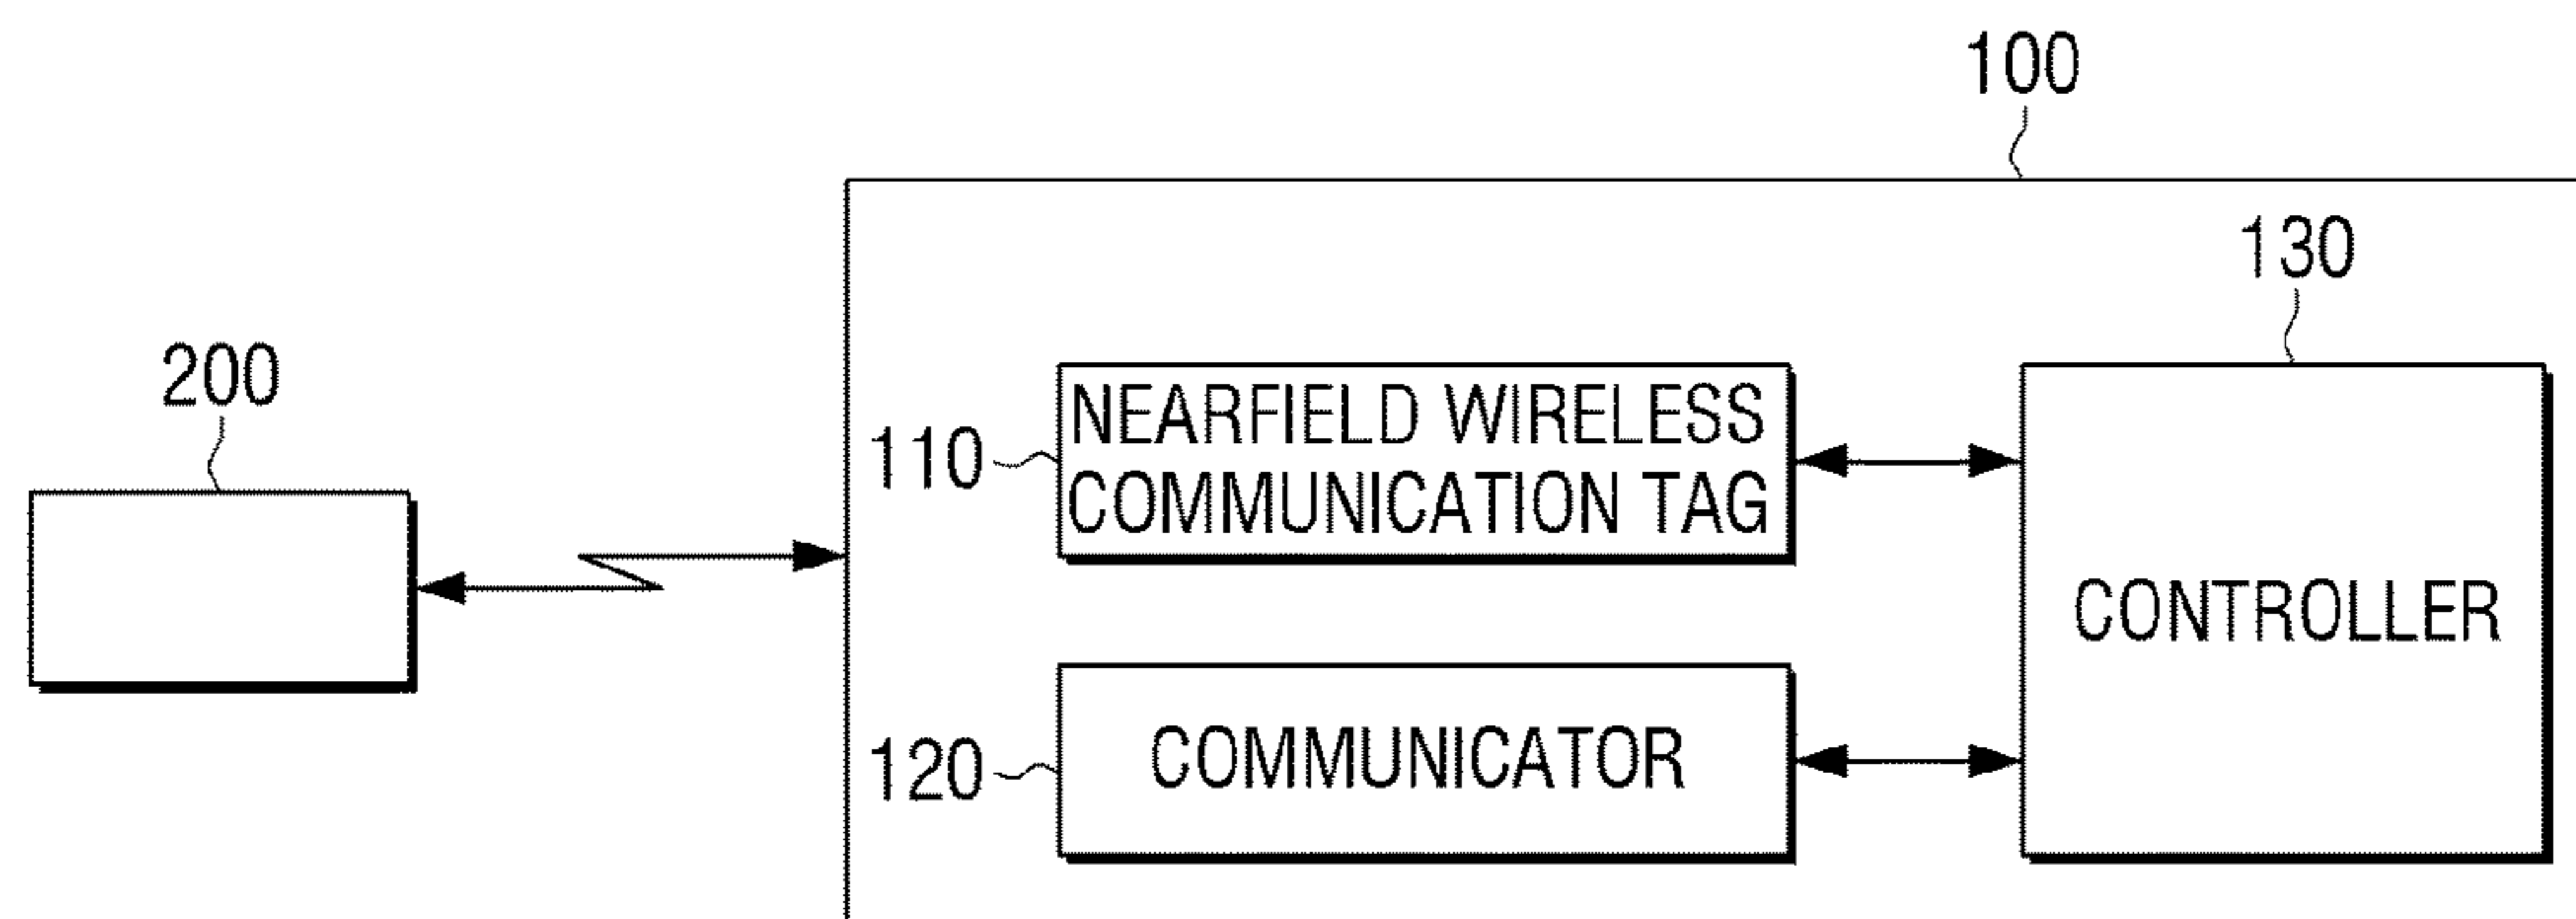 100
130
200
110
NEARFIELD WIRELESS
COMMUNICATION TAG
CONTROLLER
120
COMMUNICATOR